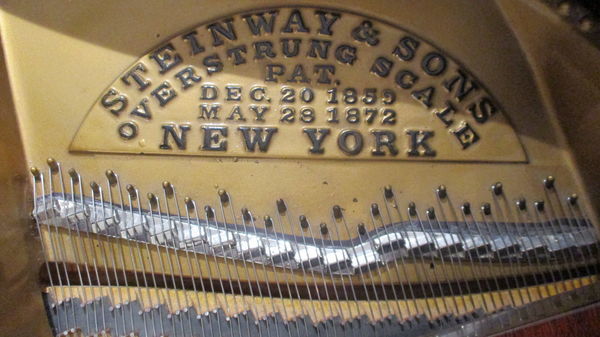 STEINWAY & SONS
OVERSTRUNG SCALE
PAT.
DEC. 20 1859
MAY 28 1872
NEW YORK